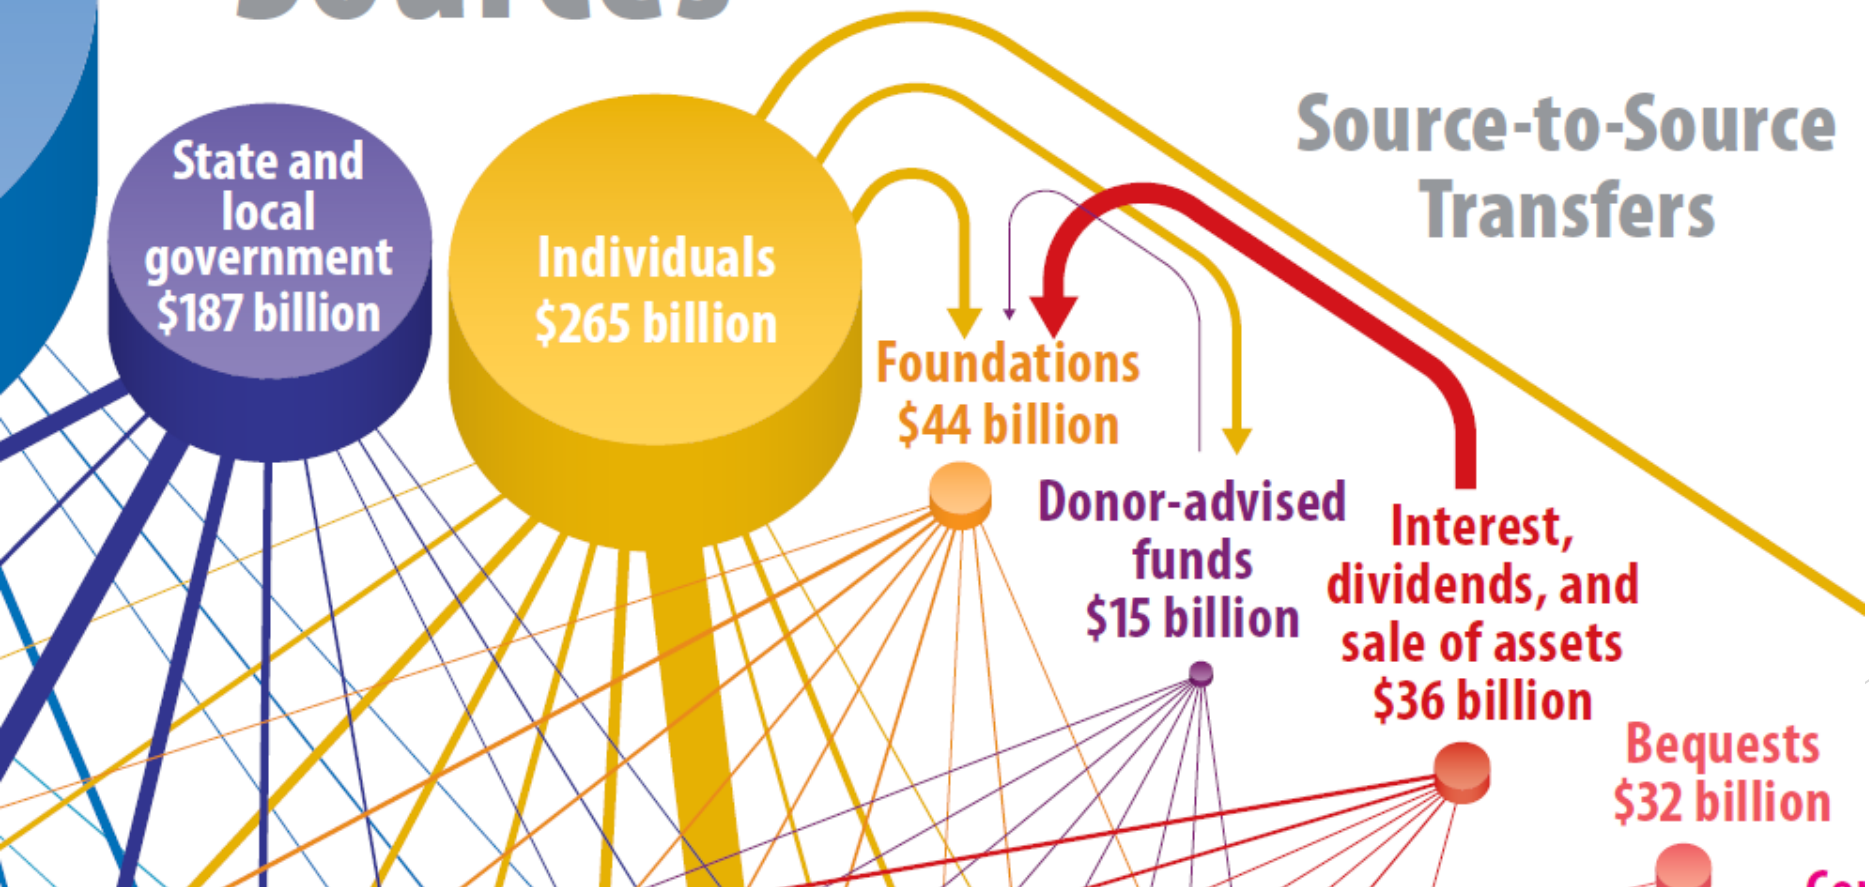 Sources
Source-to-Source
Transfers
State and
local
government
$187 billion
Individuals
$265 billion
Foundations
$44 billion
Donor-advised
funds
$15 billion
Interest,
dividends, and
sale of assets
$36 billion
Bequests
$32 billion